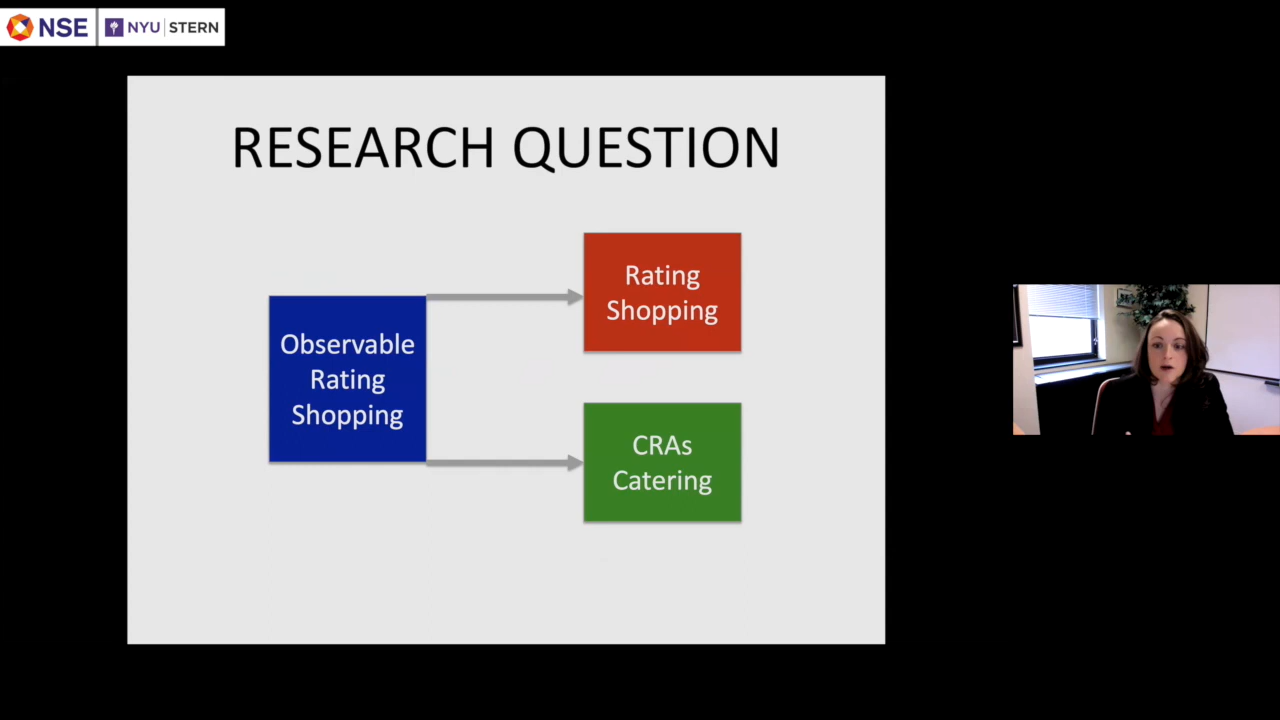 NSE NYU STERN
RESEARCH QUESTION
Observable
Rating
Shopping
Rating
Shopping
CRAs
Catering